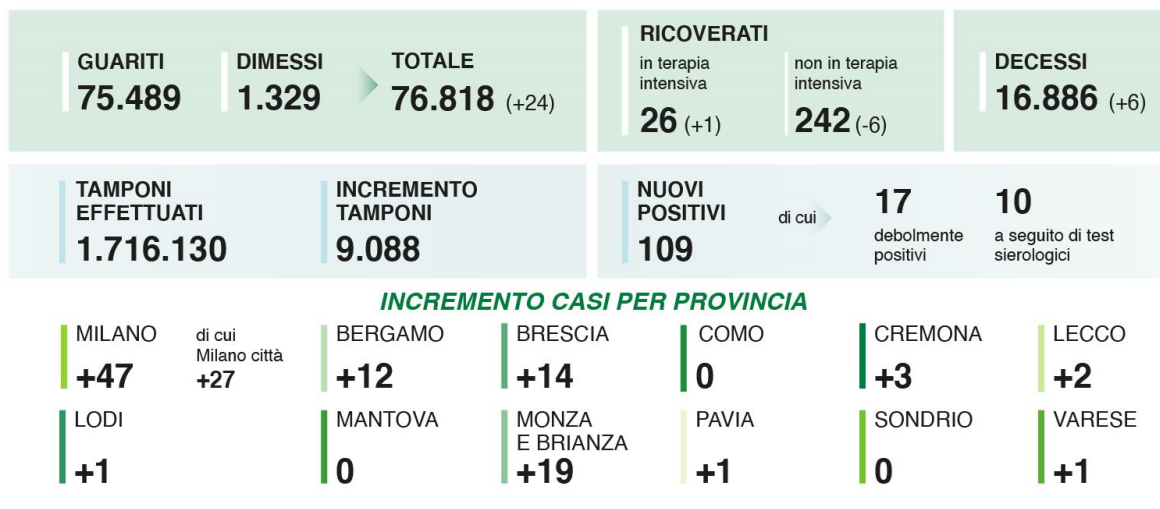 GUARITI
75.489
DIMESSI
1.329
TOTALE
76.818 (+24)
RICOVERATI
in terapia
intensiva
26 (+1)
non in terapia
intensiva
242 (-6)
DECESSI
16.886 (+6)
TAMPONI
EFFETTUATI
1.716.130
INCREMENTO
TAMPONI
9.088
NUOVI
POSITIVI
109
di cui
17
debolmente
positivi
10
a seguito di test
sierologici
INCREMENTO CASI PER PROVINCIA
MILANO
+47
di cui
Milano città
+27
BERGAMO
+12
BRESCIA
+14
COMO
0
CREMONA
+3
LECCO
+2
LODI
+1
MANTOVA
0
MONZA
E BRIANZA
+19
PAVIA
+1
SONDRIO
0
VARESE
+1